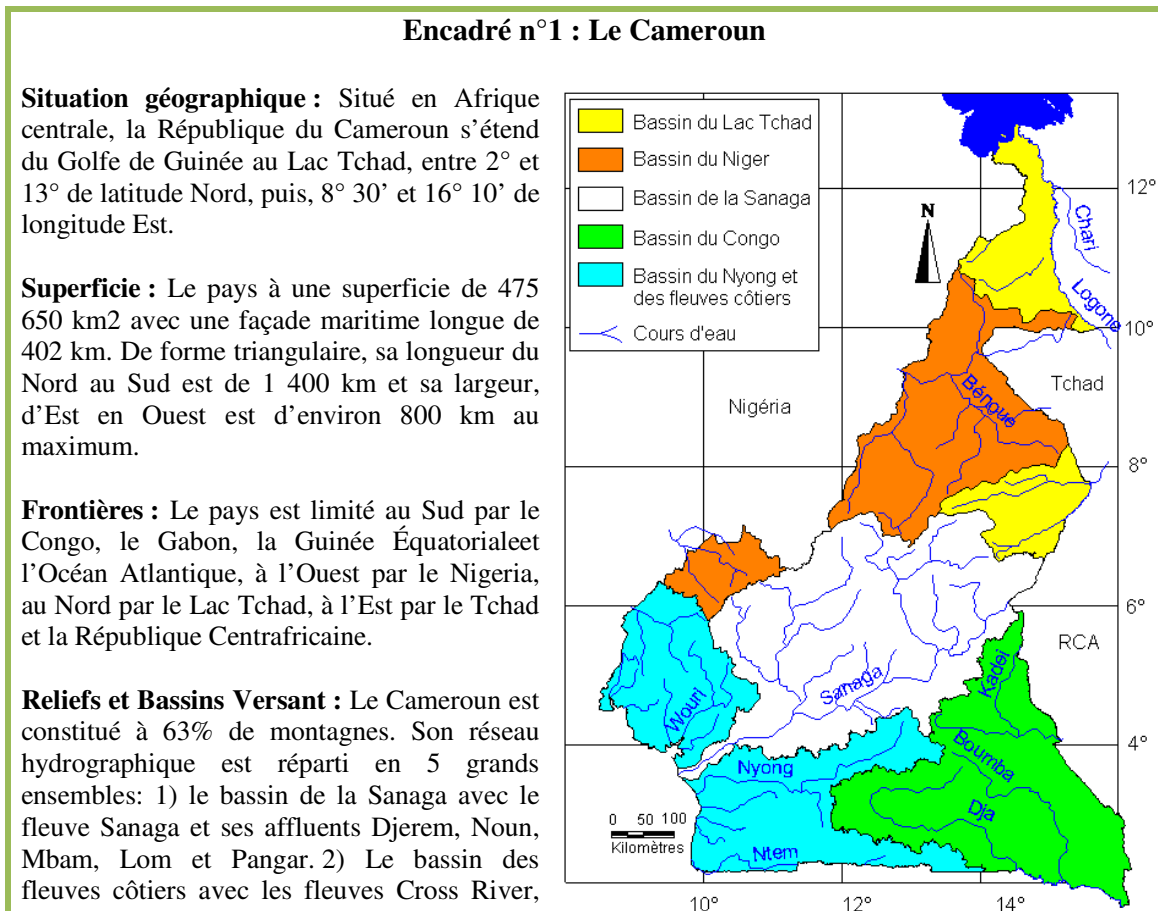 Encadré n°1 : Le Cameroun
Situation géographique : Situé en Afrique
centrale, la République du Cameroun s’étend
du Golfe de Guinée au Lac Tchad, entre 2° et
13° de latitude Nord, puis, 8° 30’ et 16° 10’ de
longitude Est.
Superficie : Le pays à une superficie de 475
650 km2 avec une façade maritime longue de
402 km. De forme triangulaire, sa longueur du
Nord au Sud est de 1 400 km et sa largeur,
d’Est en Ouest est d’environ 800 km au
maximum.
Frontières : Le pays est limité au Sud par le
Congo, le Gabon, la Guinée Équatorialeet
l’Océan Atlantique, à l’Ouest par le Nigeria,
au Nord par le Lac Tchad, à l’Est par le Tchad
et la République Centrafricaine.
Reliefs et Bassins Versant : Le Cameroun est
constitué à 63% de montagnes. Son réseau
hydrographique est réparti en 5 grands
ensembles: 1) le bassin de la Sanaga avec le
fleuve Sanaga et ses affluents Djerem, Noun,
Mbam, Lom et Pangar. 2) Le bassin des
fleuves côtiers avec les fleuves Cross River,
Bassin du Lac Tchad
Bassin du Niger
Bassin de la Sanaga
Bassin du Congo
Bassin du Nyong et
des fleuves côtiers
Cours d'eau
N
12°
Chari
Logone
10°
Tchad
Béngue
Nigéria
8°
6°
RCA
Kadei
Sanaga
Wouri
4°
Boumba
Nyong
Dja
0 50 100
Kilomètres
Ntem
10°
12°
14°